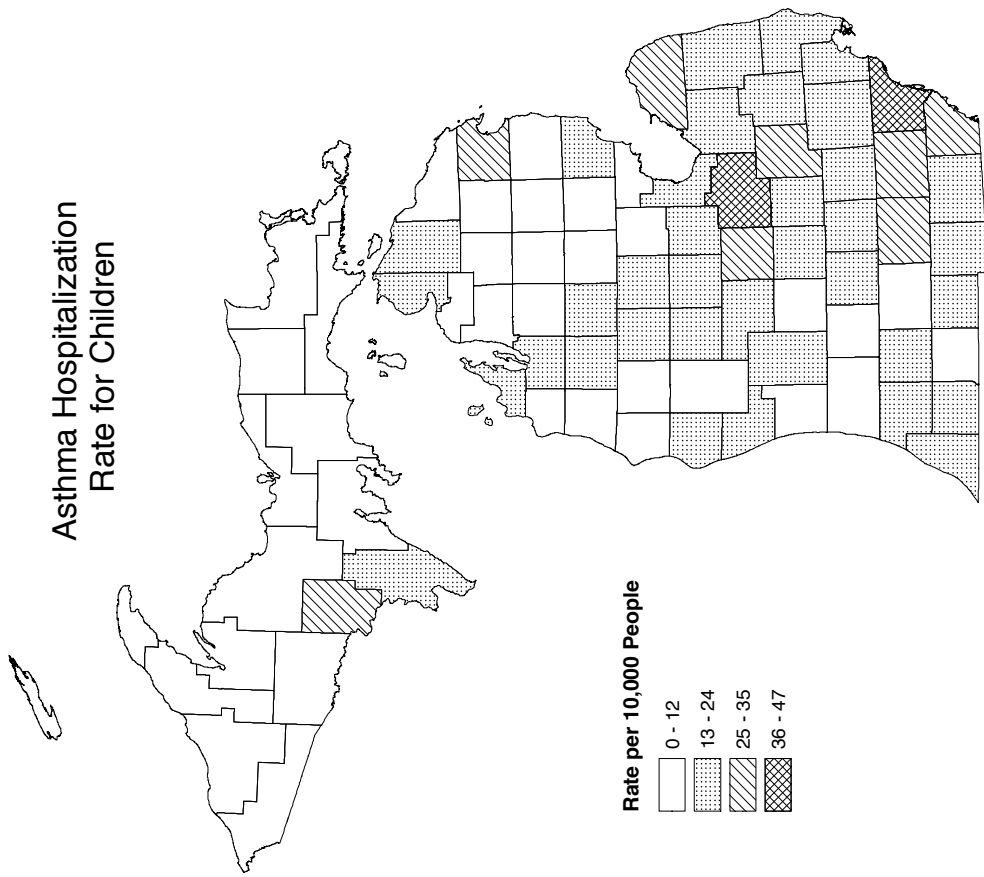 Asthma Hospitalization
Rate for Children
Rate per 10,000 People
0 - 12
13 - 24
25 - 35
36 - 47